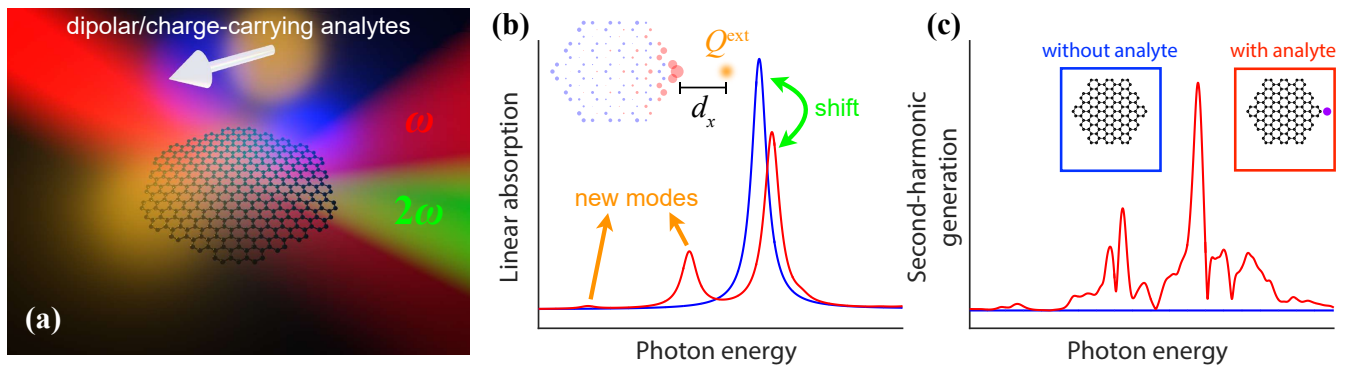 (a)
dipolar/charge-carrying analytes
ω
2ω
(b)
Linear absorption
Q^ext
d_x
shift
new modes
Photon energy
(c)
Second-harmonic
generation
without analyte
with analyte
Photon energy